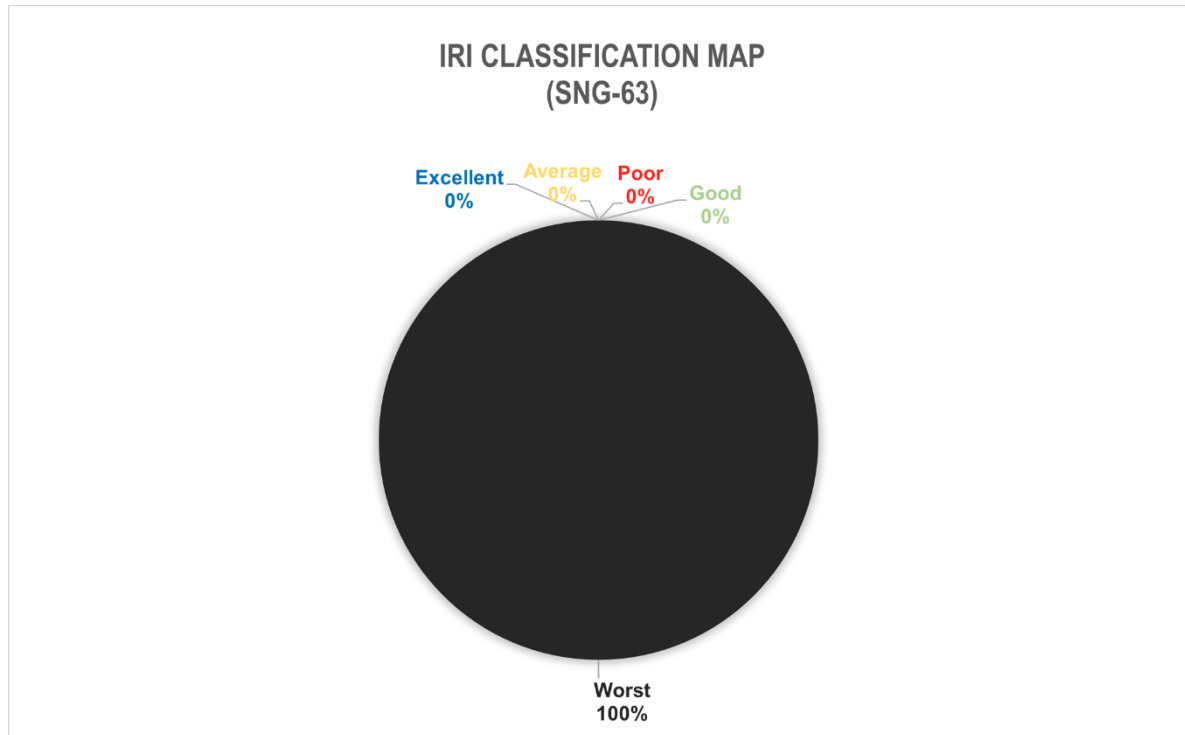 IRI CLASSIFICATION MAP
(SNG-63)
Excellent
0%
Average
0%
Poor
0%
Good
0%
Worst
100%